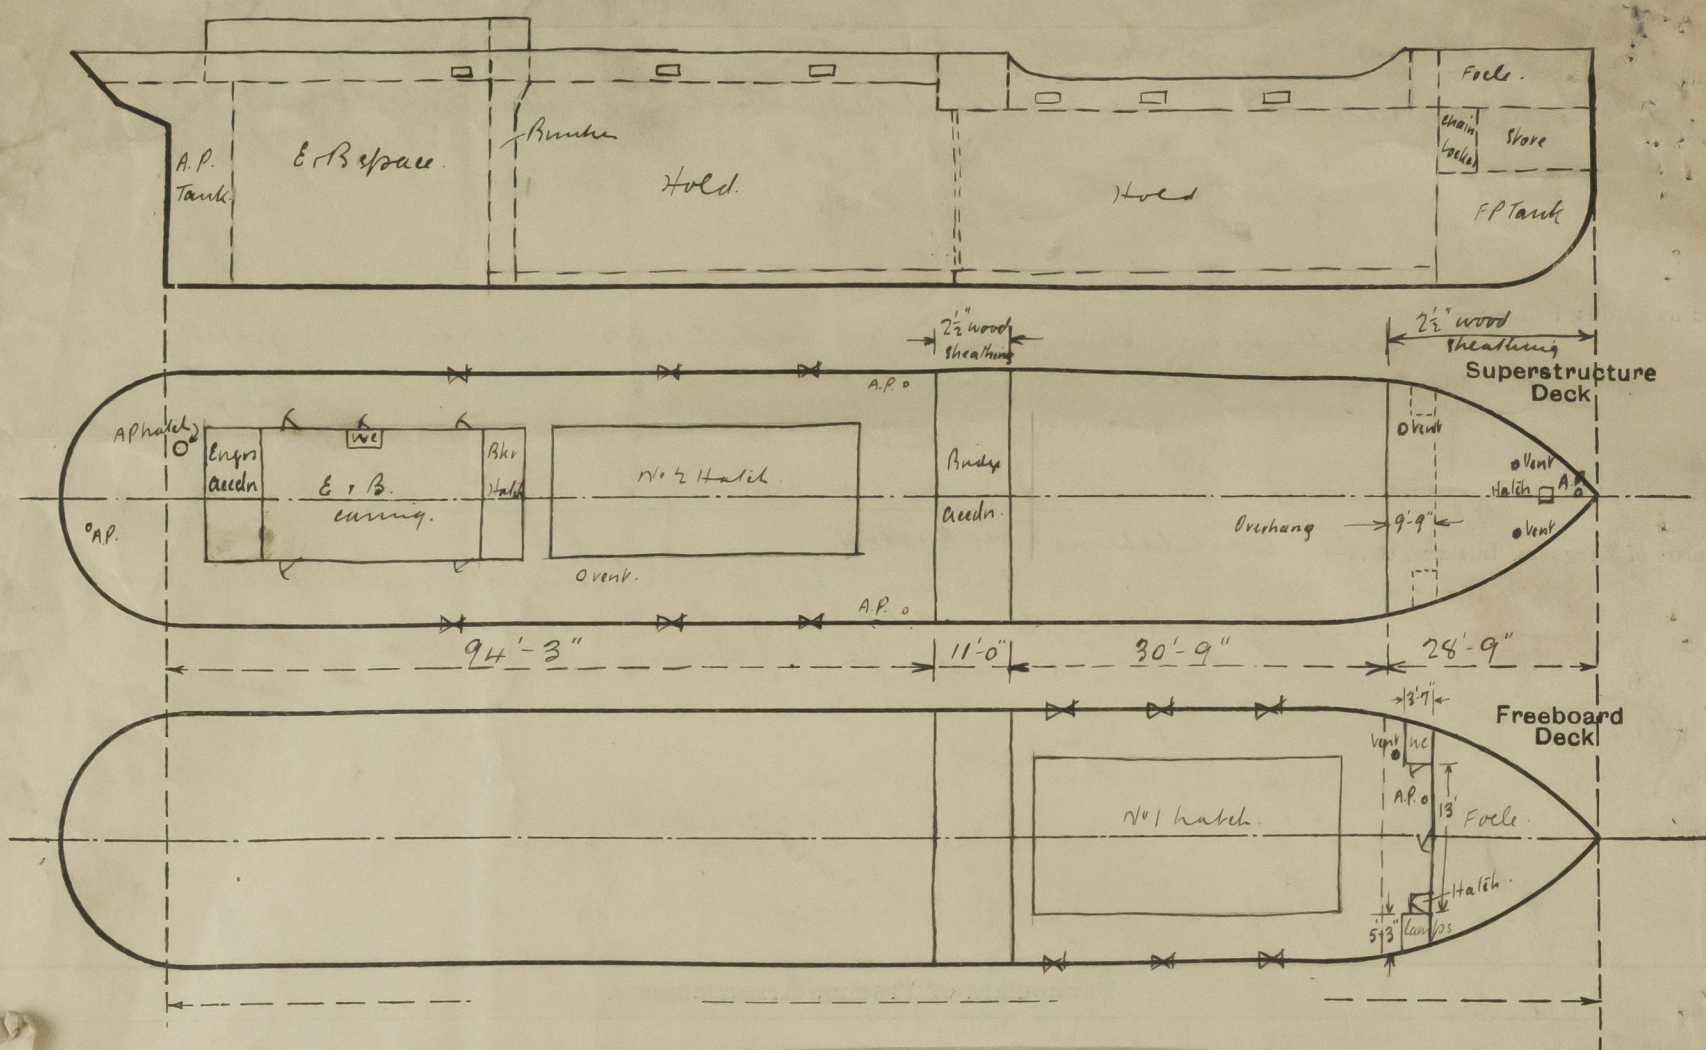 Focle.
Bunker
chain
locker
Store
A.P.
Tank.
E & B space.
Hold.
Hold
F P Tank
2½" wood
sheathing
2½" wood
sheathing
Superstructure
Deck
A.P.
AP hatch
O vent
Engrs
accdn
WC
Bkr
Hatch
No 2 Hatch.
Bridge
accdn.
E & B.
casing.
vent
Hatch
A.P.
Overhang
9'-9"
vent
A.P.
O vent.
A.P.
94'-3"
11'-0"
30'-9"
28'-9"
3'-7"
Freeboard
Deck
vent
WC
A.P.
13'
No 1 hatch.
Focle.
Hatch.
5'-3"
lamps